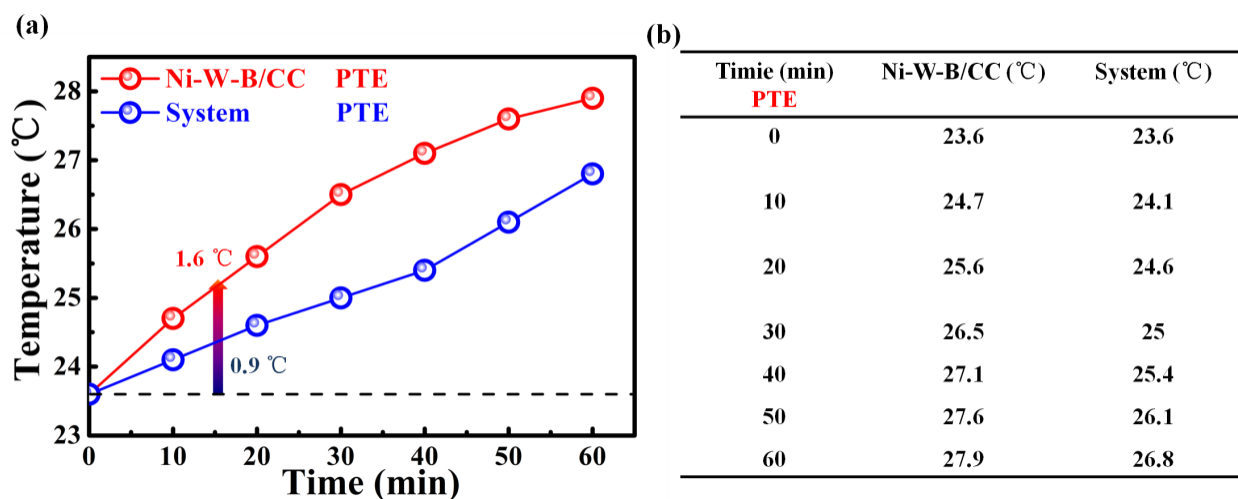 (a)
Ni-W-B/CC PTE
System PTE
Temperature (℃)
28
27
26
25
24
23
1.6 ℃
0.9 ℃
0 10 20 30 40 50 60
Time (min)
(b)
Timie (min) Ni-W-B/CC (℃) System (℃)
PTE
0 23.6 23.6
10 24.7 24.1
20 25.6 24.6
30 26.5 25
40 27.1 25.4
50 27.6 26.1
60 27.9 26.8